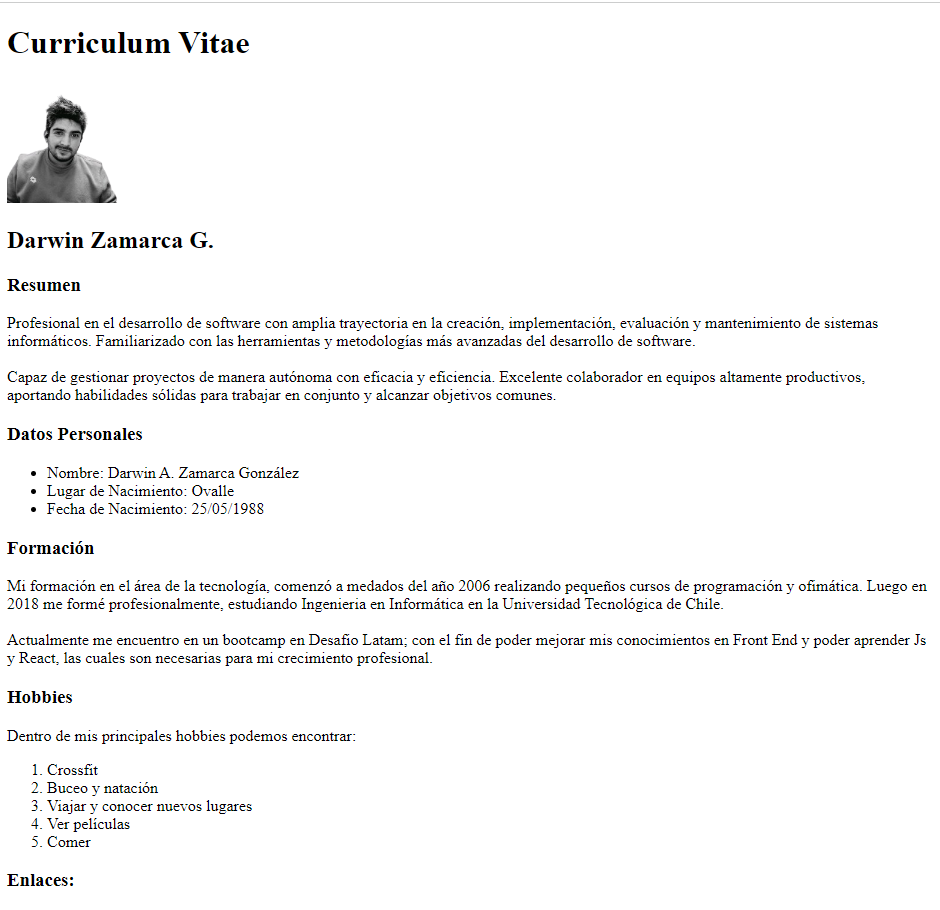 Curriculum Vitae
Darwin Zamarca G.
Resumen
Profesional en el desarrollo de software con amplia trayectoria en la creación, implementación, evaluación y mantenimiento de sistemas
informáticos. Familiarizado con las herramientas y metodologías más avanzadas del desarrollo de software.
Capaz de gestionar proyectos de manera autónoma con eficacia y eficiencia. Excelente colaborador en equipos altamente productivos,
aportando habilidades sólidas para trabajar en conjunto y alcanzar objetivos comunes.
Datos Personales
• Nombre: Darwin A. Zamarca González
• Lugar de Nacimiento: Ovalle
• Fecha de Nacimiento: 25/05/1988
Formación
Mi formación en el área de la tecnología, comenzó a medados del año 2006 realizando pequeños cursos de programación y ofimática. Luego en
2018 me formé profesionalmente, estudiando Ingenieria en Informática en la Universidad Tecnológica de Chile.
Actualmente me encuentro en un bootcamp en Desafio Latam; con el fin de poder mejorar mis conocimientos en Front End y poder aprender Js
y React, las cuales son necesarias para mi crecimiento profesional.
Hobbies
Dentro de mis principales hobbies podemos encontrar:
1. Crossfit
2. Buceo y natación
3. Viajar y conocer nuevos lugares
4. Ver películas
5. Comer
Enlaces: